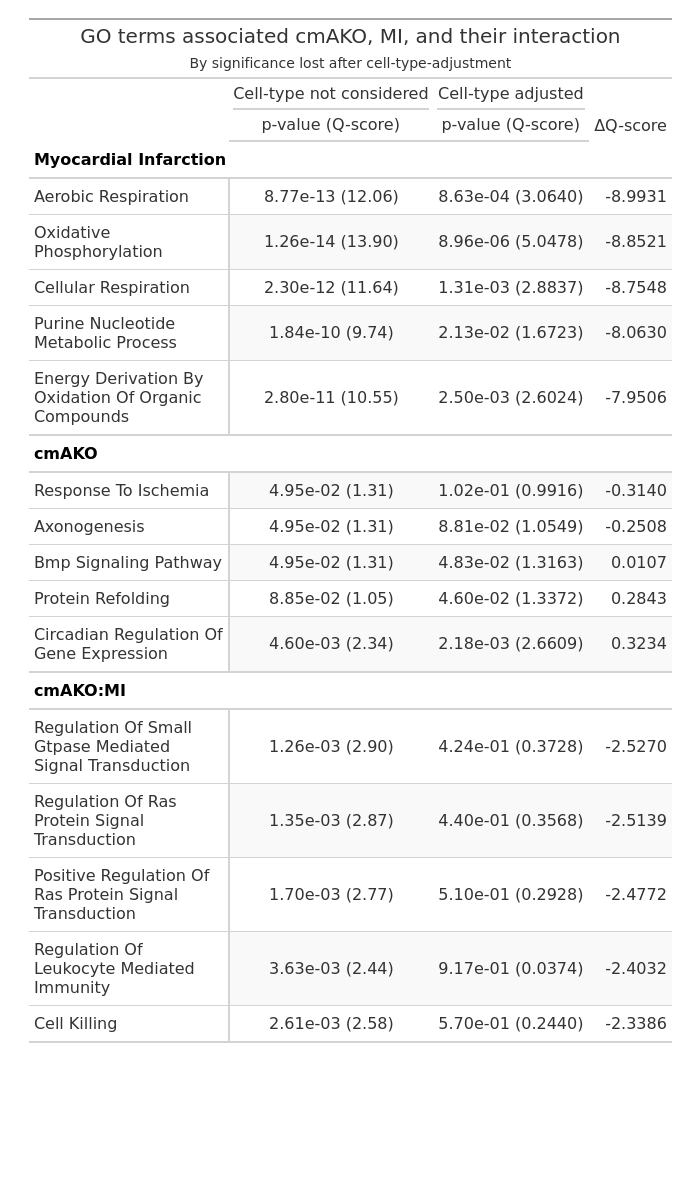 GO terms associated cmAKO, MI, and their interaction
By significance lost after cell-type-adjustment
Cell-type not considered Cell-type adjusted
p-value (Q-score) p-value (Q-score) ΔQ-score
Myocardial Infarction
Aerobic Respiration 8.77e-13 (12.06) 8.63e-04 (3.0640) -8.9931
Oxidative
Phosphorylation 1.26e-14 (13.90) 8.96e-06 (5.0478) -8.8521
Cellular Respiration 2.30e-12 (11.64) 1.31e-03 (2.8837) -8.7548
Purine Nucleotide
Metabolic Process 1.84e-10 (9.74) 2.13e-02 (1.6723) -8.0630
Energy Derivation By
Oxidation Of Organic 2.80e-11 (10.55) 2.50e-03 (2.6024) -7.9506
Compounds
cmAKO
Response To Ischemia 4.95e-02 (1.31) 1.02e-01 (0.9916) -0.3140
Axonogenesis 4.95e-02 (1.31) 8.81e-02 (1.0549) -0.2508
Bmp Signaling Pathway 4.95e-02 (1.31) 4.83e-02 (1.3163) 0.0107
Protein Refolding 8.85e-02 (1.05) 4.60e-02 (1.3372) 0.2843
Circadian Regulation Of
Gene Expression 4.60e-03 (2.34) 2.18e-03 (2.6609) 0.3234
cmAKO:MI
Regulation Of Small
Gtpase Mediated 1.26e-03 (2.90) 4.24e-01 (0.3728) -2.5270
Signal Transduction
Regulation Of Ras
Protein Signal 1.35e-03 (2.87) 4.40e-01 (0.3568) -2.5139
Transduction
Positive Regulation Of
Ras Protein Signal 1.70e-03 (2.77) 5.10e-01 (0.2928) -2.4772
Transduction
Regulation Of
Leukocyte Mediated 3.63e-03 (2.44) 9.17e-01 (0.0374) -2.4032
Immunity
Cell Killing 2.61e-03 (2.58) 5.70e-01 (0.2440) -2.3386